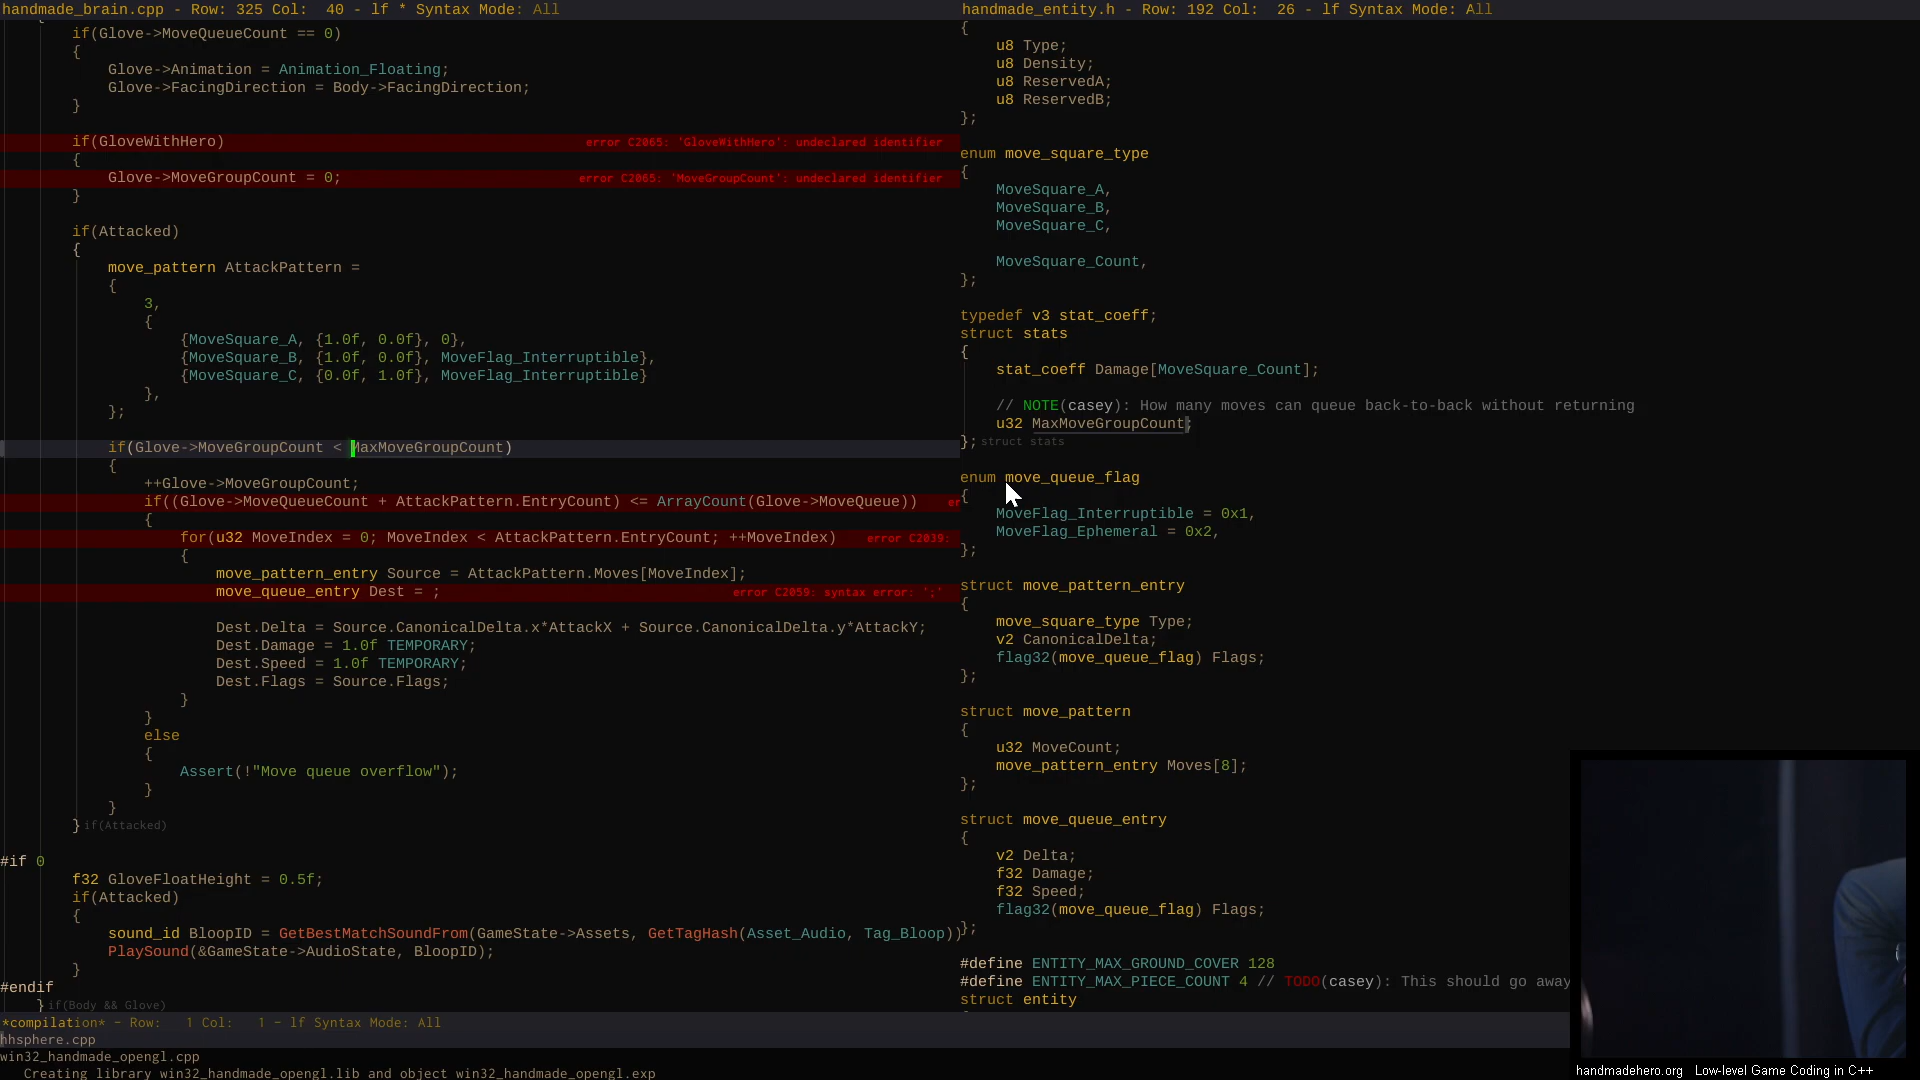 handmade_brain.cpp - Row: 325 Col:  40 - lf * Syntax Mode: All
if(Glove->MoveQueueCount == 0)
{
Glove->Animation = Animation_Floating;
Glove->FacingDirection = Body->FacingDirection;
}
if(GloveWithHero) error C2065: 'GloveWithHero': undeclared identifier
{
Glove->MoveGroupCount = 0; error C2065: 'MoveGroupCount': undeclared identifier
}
if(Attacked)
{
move_pattern AttackPattern =
{
3,
{
{MoveSquare_A, {1.0f, 0.0f}, 0},
{MoveSquare_B, {1.0f, 0.0f}, MoveFlag_Interruptible},
{MoveSquare_C, {0.0f, 1.0f}, MoveFlag_Interruptible}
},
};
if(Glove->MoveGroupCount < MaxMoveGroupCount)
{
++Glove->MoveGroupCount;
if((Glove->MoveQueueCount + AttackPattern.EntryCount) <= ArrayCount(Glove->MoveQueue)) er
{
for(u32 MoveIndex = 0; MoveIndex < AttackPattern.EntryCount; ++MoveIndex) error C2039:
{
move_pattern_entry Source = AttackPattern.Moves[MoveIndex];
move_queue_entry Dest = ; error C2059: syntax error: ';'
Dest.Delta = Source.CanonicalDelta.x*AttackX + Source.CanonicalDelta.y*AttackY;
Dest.Damage = 1.0f TEMPORARY;
Dest.Speed = 1.0f TEMPORARY;
Dest.Flags = Source.Flags;
}
}
else
{
Assert(!"Move queue overflow");
}
}
} if(Attacked)
#if 0
f32 GloveFloatHeight = 0.5f;
if(Attacked)
{
sound_id BloopID = GetBestMatchSoundFrom(GameState->Assets, GetTagHash(Asset_Audio, Tag_Bloop))
PlaySound(&GameState->AudioState, BloopID);
}
#endif
} if(Body && Glove)
handmade_entity.h - Row: 192 Col:  26 - lf Syntax Mode: All
{
u8 Type;
u8 Density;
u8 ReservedA;
u8 ReservedB;
};
enum move_square_type
{
MoveSquare_A,
MoveSquare_B,
MoveSquare_C,
MoveSquare_Count,
};
typedef v3 stat_coeff;
struct stats
{
stat_coeff Damage[MoveSquare_Count];
// NOTE(casey): How many moves can queue back-to-back without returning
u32 MaxMoveGroupCount;
}; struct stats
enum move_queue_flag
{
MoveFlag_Interruptible = 0x1,
MoveFlag_Ephemeral = 0x2,
};
struct move_pattern_entry
{
move_square_type Type;
v2 CanonicalDelta;
flag32(move_queue_flag) Flags;
};
struct move_pattern
{
u32 MoveCount;
move_pattern_entry Moves[8];
};
struct move_queue_entry
{
v2 Delta;
f32 Damage;
f32 Speed;
flag32(move_queue_flag) Flags;
};
#define ENTITY_MAX_GROUND_COVER 128
#define ENTITY_MAX_PIECE_COUNT 4 // TODO(casey): This should go away
struct entity
*compilation* - Row:   1 Col:   1 - lf Syntax Mode: All
hhsphere.cpp
win32_handmade_opengl.cpp
Creating library win32_handmade_opengl.lib and object win32_handmade_opengl.exp
handmadehero.org Low-level Game Coding in C++